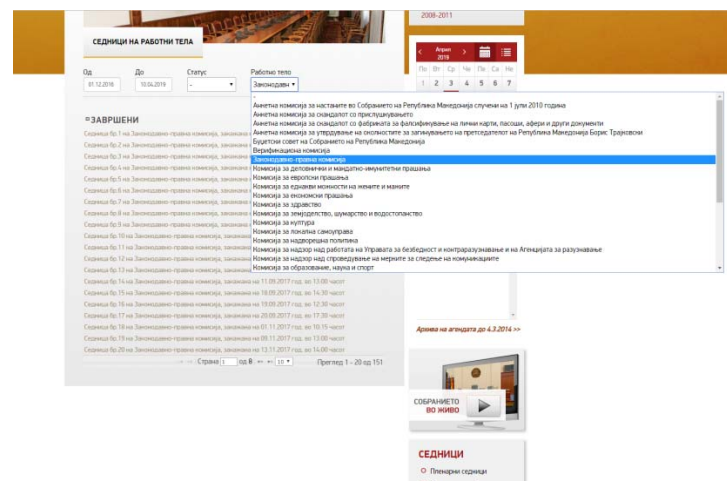 2008-2011
СЕДНИЦИ НА РАБОТНИ ТЕЛА
Април
2019
По Вт Ср Че Пе Са Не
1 2 3 4 5 6 7
Од До Статус Работно тело
01.12.2016 10.04.2019 - Законодавн
-
Анкетна комисија за настаните во Собранието на Република Македонија случени на 1 јули 2010 година
Анкетна комисија за скандалот со прислушкувањето
Анкетна комисија за скандалот со фабриката за фалсификување на лични карти, пасоши, афери и други документи
Анкетна комисија за утврдување на околностите за загинувањето на претседателот на Република Македонија Борис Трајковски
Буџетски совет на Собранието на Република Македонија
Верификациона комисија
Законодавно-правна комисија
Комисија за деловнички и мандатно-имунитетни прашања
Комисија за европски прашања
Комисија за еднакви можности на жените и мажите
Комисија за економски прашања
Комисија за здравство
Комисија за земјоделство, шумарство и водостопанство
Комисија за култура
Комисија за локална самоуправа
Комисија за надворешна политика
Комисија за надзор над работата на Управата за безбедност и контраразузнавање и на Агенцијата за разузнавање
Комисија за надзор над спроведување на мерките за следење на комуникациите
Комисија за образование, наука и спорт
ЗАВРШЕНИ
Седница бр.1 на Законодавно-правна комисија, закажана
Седница бр.2 на Законодавно-правна комисија, закажана
Седница бр.3 на Законодавно-правна комисија, закажана
Седница бр.4 на Законодавно-правна комисија, закажана
Седница бр.5 на Законодавно-правна комисија, закажана
Седница бр.6 на Законодавно-правна комисија, закажана
Седница бр.7 на Законодавно-правна комисија, закажана
Седница бр.8 на Законодавно-правна комисија, закажана
Седница бр.9 на Законодавно-правна комисија, закажана
Седница бр.10 на Законодавно-правна комисија, закажана
Седница бр.11 на Законодавно-правна комисија, закажана
Седница бр.12 на Законодавно-правна комисија, закажана
Седница бр.13 на Законодавно-правна комисија, закажана
Седница бр.14 на Законодавно-правна комисија, закажана на 11.09.2017 год. во 13:00 часот
Седница бр.15 на Законодавно-правна комисија, закажана на 18.09.2017 год. во 14:30 часот
Седница бр.16 на Законодавно-правна комисија, закажана на 19.09.2017 год. во 12:30 часот
Седница бр.17 на Законодавно-правна комисија, закажана на 20.09.2017 год. во 17:30 часот
Седница бр.18 на Законодавно-правна комисија, закажана на 01.11.2017 год. во 10:15 часот
Седница бр.19 на Законодавно-правна комисија, закажана на 09.11.2017 год. во 13:00 часот
Седница бр.20 на Законодавно-правна комисија, закажана на 13.11.2017 год. во 14:00 часот
Страна 1 од 8 Преглед 1 - 20 од 151
Архива на агендата до 4.3.2014 >>
СОБРАНИЕТО
ВО ЖИВО
СЕДНИЦИ
Пленарни седници